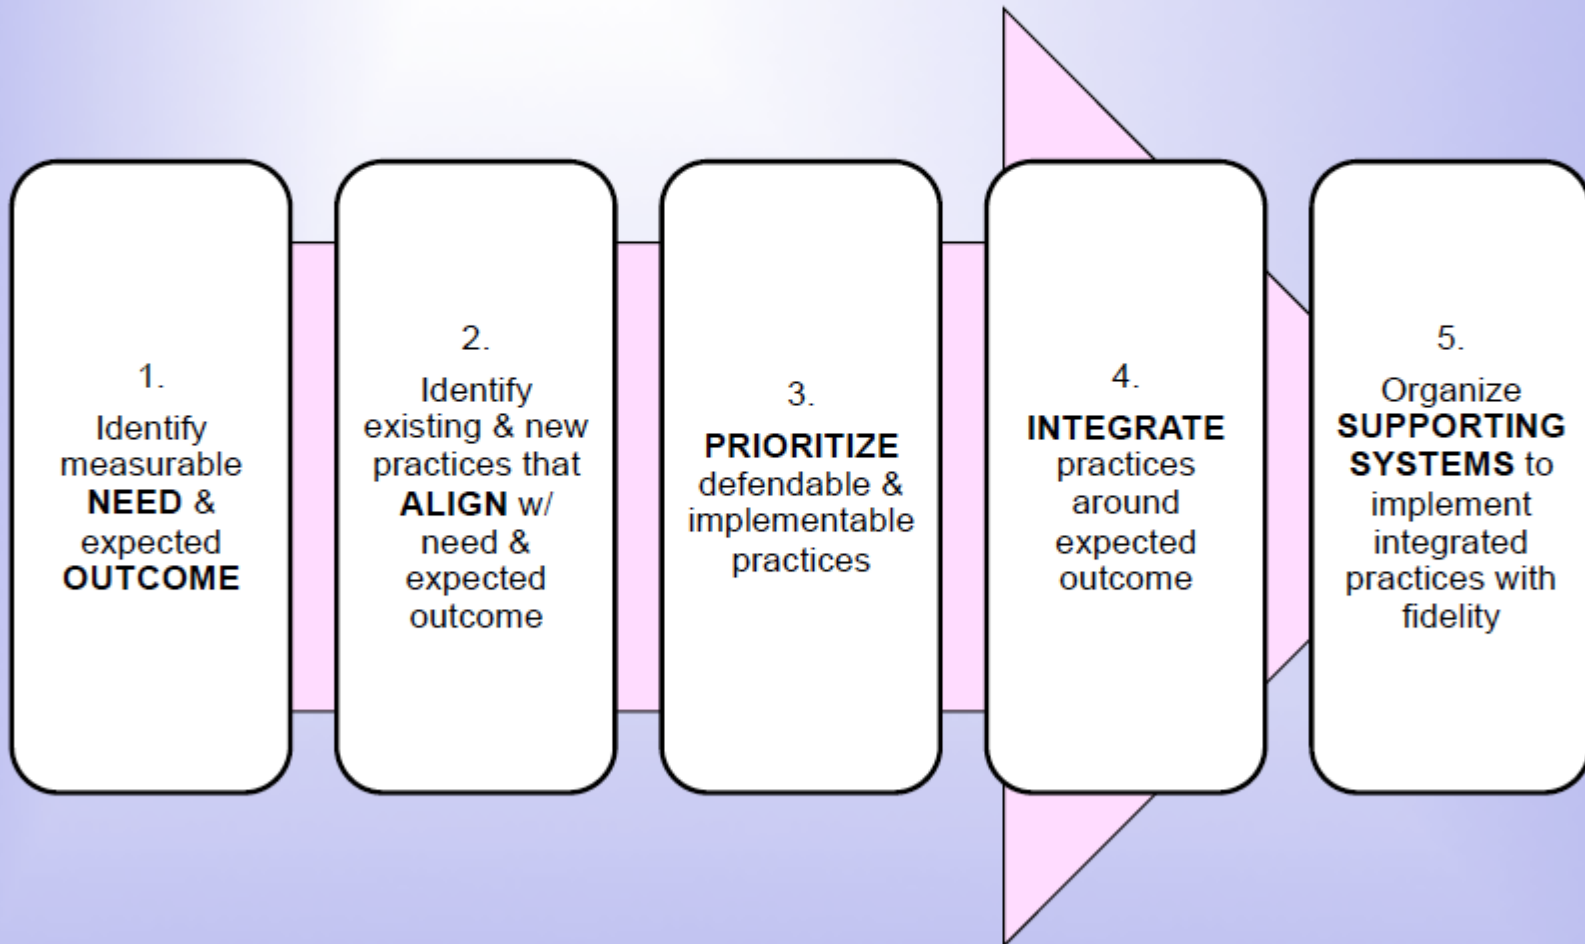 1.
Identify
measurable
NEED &
expected
OUTCOME
2.
Identify
existing & new
practices that
ALIGN w/
need &
expected
outcome
3.
PRIORITIZE
defendable &
implementable
practices
4.
INTEGRATE
practices
around
expected
outcome
5.
Organize
SUPPORTING
SYSTEMS to
implement
integrated
practices with
fidelity